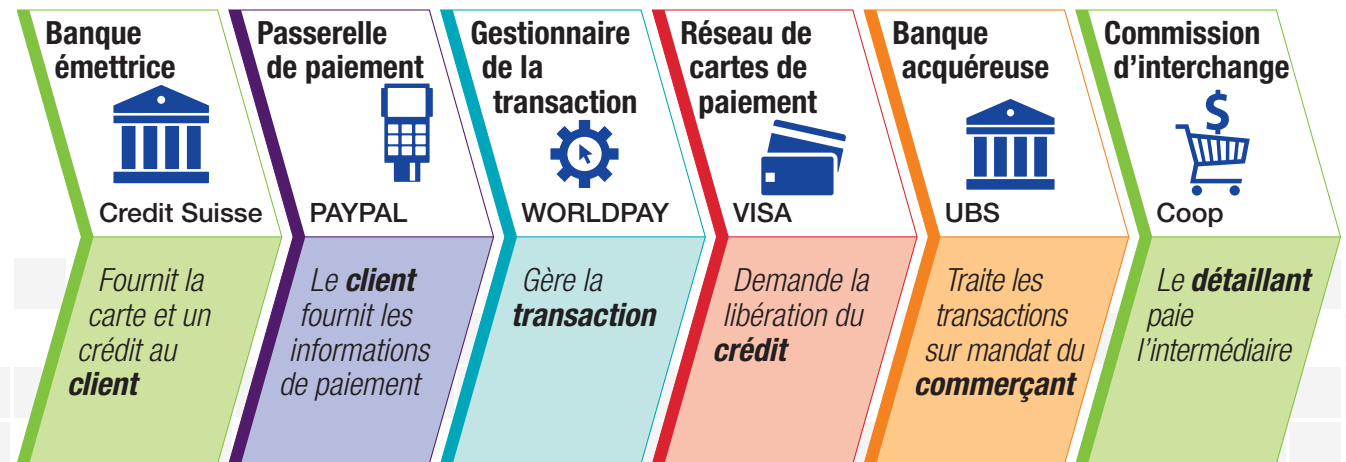 Banque
émettrice
Credit Suisse
Fournit la
carte et un
crédit au
client
Passerelle
de paiement
PAYPAL
Le client
fournit les
informations
de paiement
Gestionnaire
de la
transaction
WORLDPAY
Gère la
transaction
Réseau de
cartes de
paiement
VISA
Demande la
libération du
crédit
Banque
acquéreuse
UBS
Traite les
transactions
sur mandat du
commerçant
Commission
d'interchange
$
Coop
Le détaillant
paie
l'intermédiaire